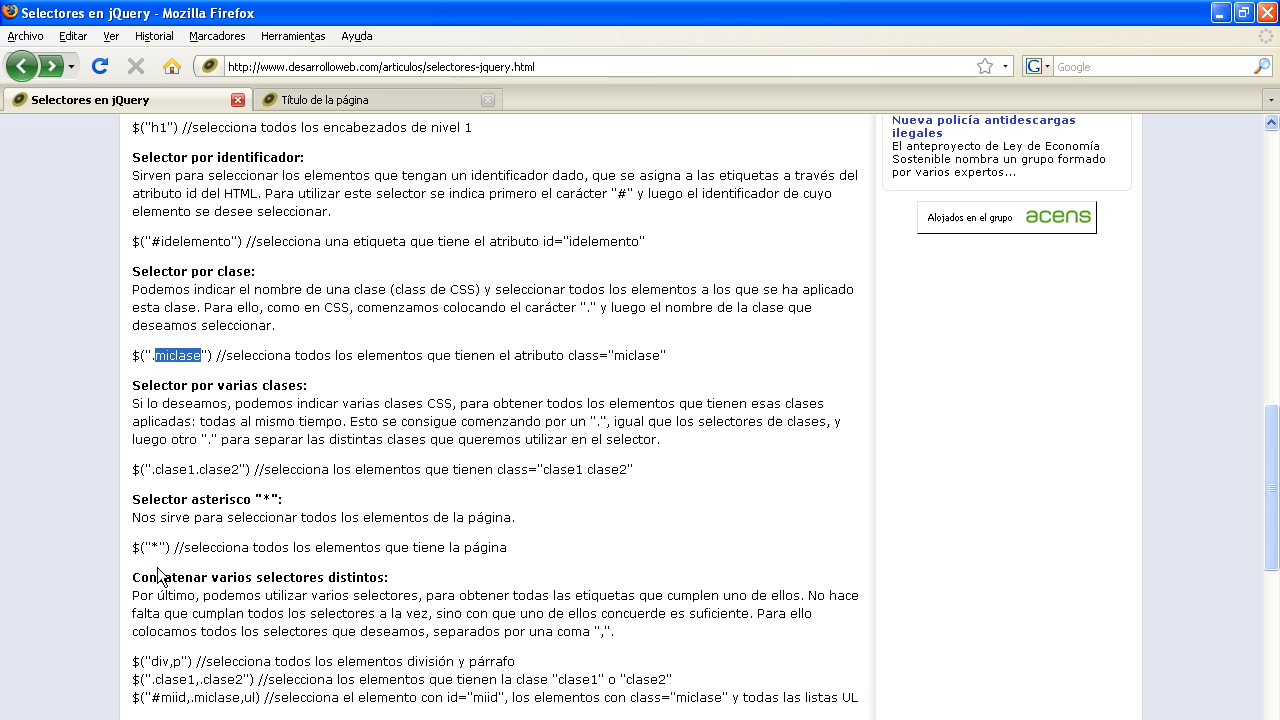 Selectores en jQuery - Mozilla Firefox
Archivo Editar Ver Historial Marcadores Herramientas Ayuda
http://www.desarrolloweb.com/articulos/selectores-jquery.html
Google
Selectores en jQuery
Título de la página
$("h1") //selecciona todos los encabezados de nivel 1
Selector por identificador:
Sirven para seleccionar los elementos que tengan un identificador dado, que se asigna a las etiquetas a través del
atributo id del HTML. Para utilizar este selector se indica primero el carácter "#" y luego el identificador de cuyo
elemento se desee seleccionar.
$("#idelemento") //selecciona una etiqueta que tiene el atributo id="idelemento"
Selector por clase:
Podemos indicar el nombre de una clase (class de CSS) y seleccionar todos los elementos a los que se ha aplicado
esta clase. Para ello, como en CSS, comenzamos colocando el carácter "." y luego el nombre de la clase que
deseamos seleccionar.
$(".miclase") //selecciona todos los elementos que tienen el atributo class="miclase"
Selector por varias clases:
Si lo deseamos, podemos indicar varias clases CSS, para obtener todos los elementos que tienen esas clases
aplicadas: todas al mismo tiempo. Esto se consigue comenzando por un ".", igual que los selectores de clases, y
luego otro "." para separar las distintas clases que queremos utilizar en el selector.
$(".clase1.clase2") //selecciona los elementos que tienen class="clase1 clase2"
Selector asterisco "*":
Nos sirve para seleccionar todos los elementos de la página.
$("*") //selecciona todos los elementos que tiene la página
Concatenar varios selectores distintos:
Por último, podemos utilizar varios selectores, para obtener todas las etiquetas que cumplen uno de ellos. No hace
falta que cumplan todos los selectores a la vez, sino con que uno de ellos concuerde es suficiente. Para ello
colocamos todos los selectores que deseamos, separados por una coma ",".
$("div,p") //selecciona todos los elementos división y párrafo
$(".clase1,.clase2") //selecciona los elementos que tienen la clase "clase1" o "clase2"
$("#miid,.miclase,ul) //selecciona el elemento con id="miid", los elementos con class="miclase" y todas las listas UL
Nueva policía antidescargas
ilegales
El anteproyecto de Ley de Economía
Sostenible nombra un grupo formado
por varios expertos...
Alojados en el grupo acens